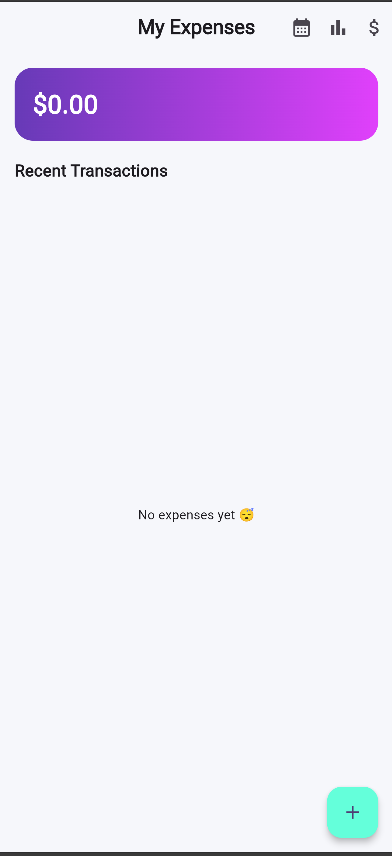 My Expenses
$0.00
Recent Transactions
No expenses yet 😴